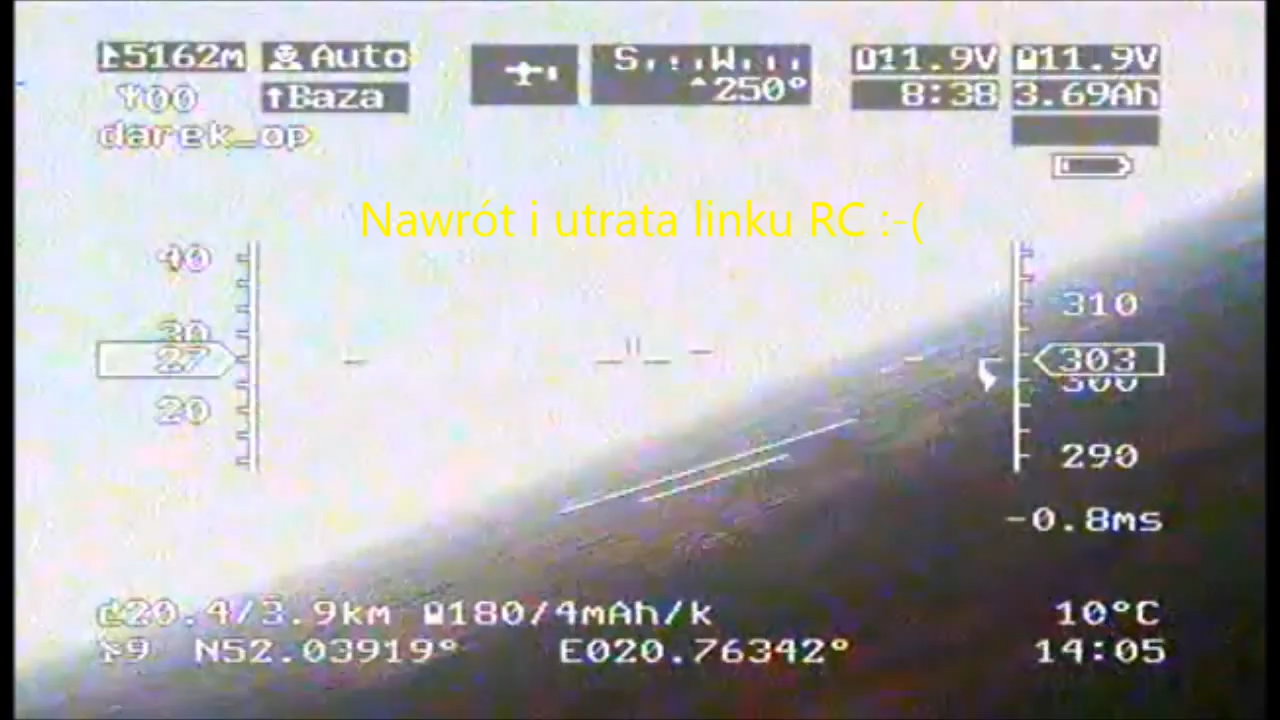 5162m Auto S W 11.9V 11.9V
00 Baza 250° 8:38 3.69Ah
darek_op
Nawrót i utrata linku RC :-(
40
310
30
27 303
300
20
290
-0.8ms
20.4/3.9km 180/4mAh/k 10°C
9 N52.03919° E020.76342° 14:05